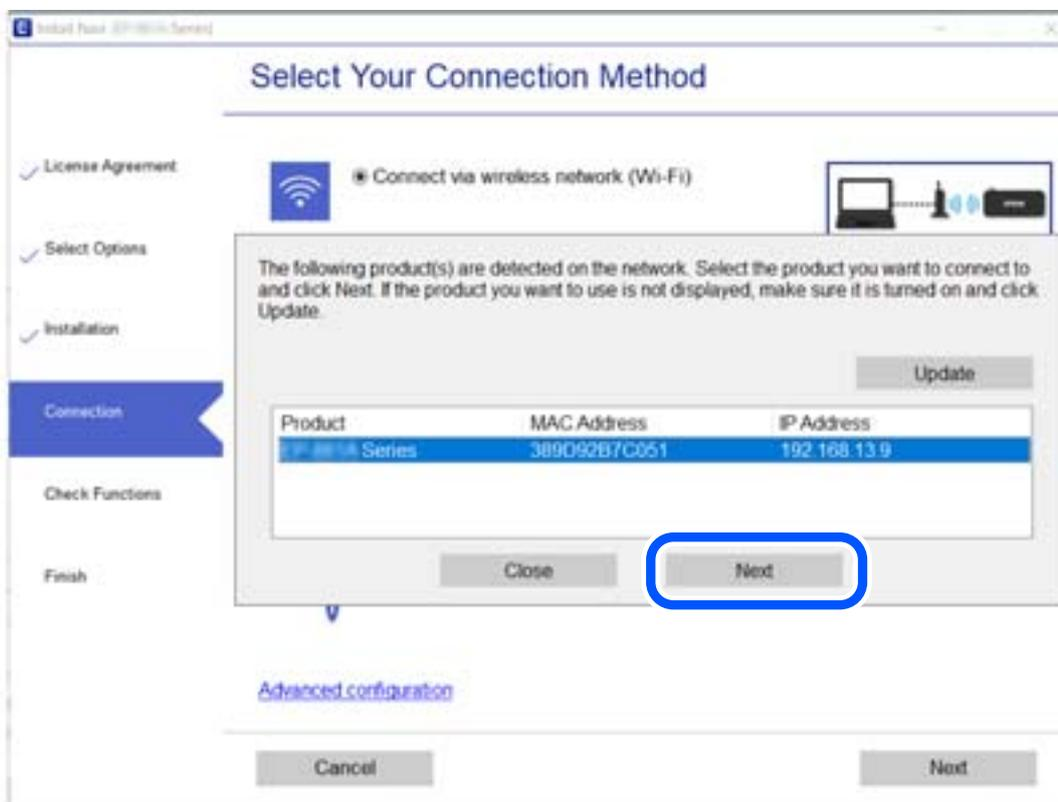 Select Your Connection Method
License Agreement
Connect via wireless network (Wi-Fi)
Select Options
The following product(s) are detected on the network. Select the product you want to connect to
and click Next. If the product you want to use is not displayed, make sure it is turned on and click
Update.
Installation
Update
Connection
Product MAC Address IP Address
Series 389D92B7C051 192.168.13.9
Check Functions
Close Next
Finish
Advanced configuration
Cancel Next